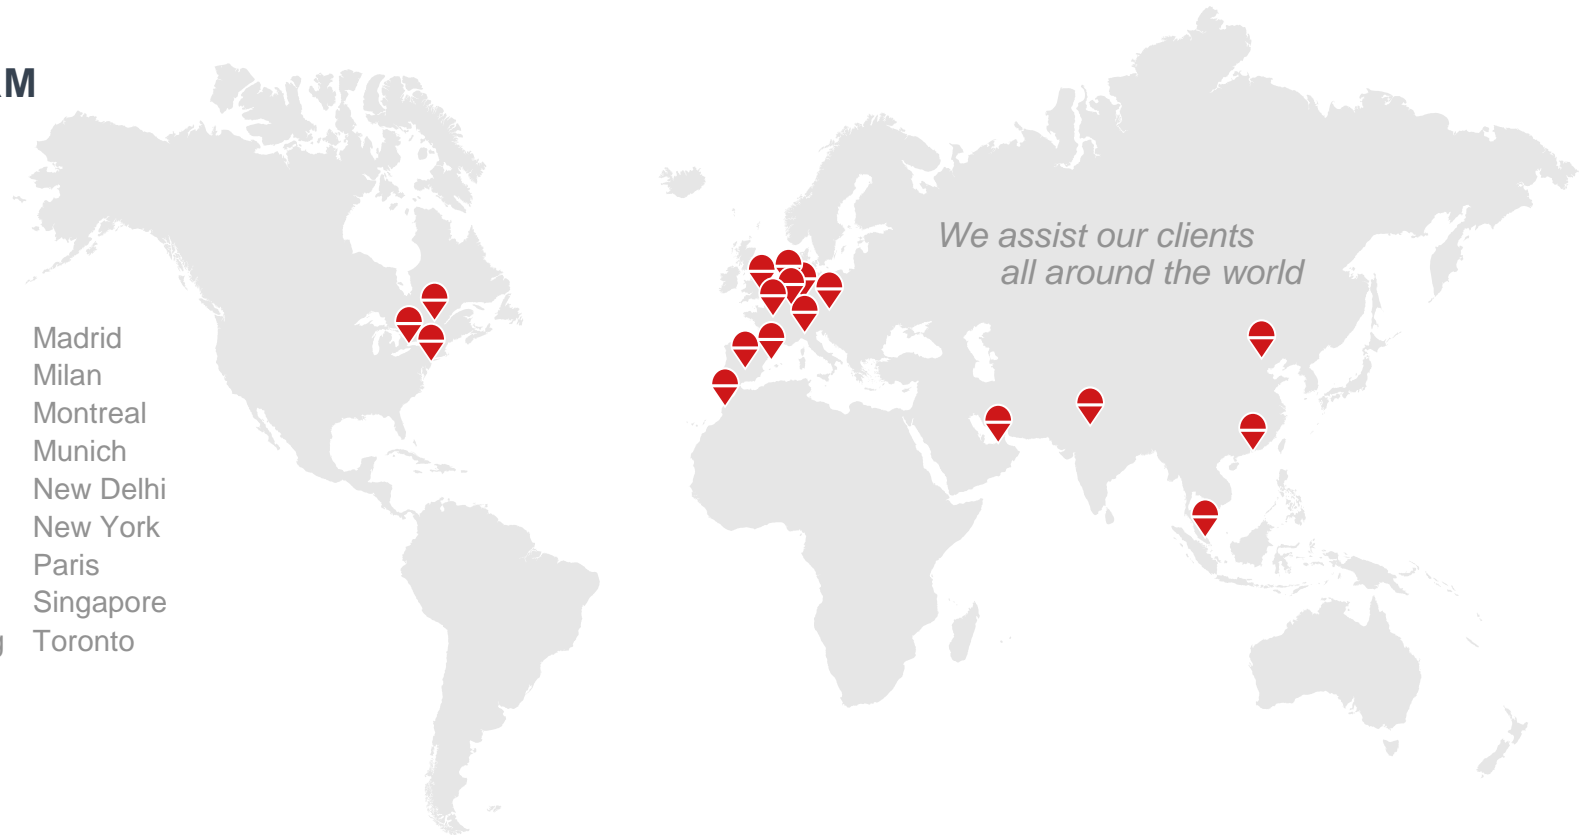 We assist our clients
all around the world
Madrid
Milan
Montreal
Munich
New Delhi
New York
Paris
Singapore
Toronto